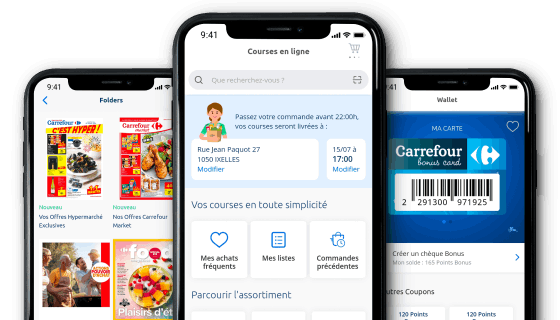 9:41
Folders
Carrefour
C'EST HYPER !
Carrefour
market
Nouveau
Vos Offres Hypermarché
Exclusives
Nouveau
Nos Offres Carrefour
Market
POUVOIR
Plaisirs d'été
9:41
Courses en ligne
Que recherchez-vous ?
Passez votre commande avant 22:00h,
vos courses seront livrées à :
Rue Jean Paquot 27
1050 IXELLES
Modifier
15/07 à
17:00
Modifier
Vos courses en toute simplicité
Mes achats
fréquents
Mes listes
Commandes
précédentes
Parcourir l'assortiment
9:41
Wallet
MA CARTE
Carrefour
bonus card
2 291300 971925
Créer un chéque Bonus
Mon solde : 165 Points Bonus
utres Coupons
120 Points
120 Points